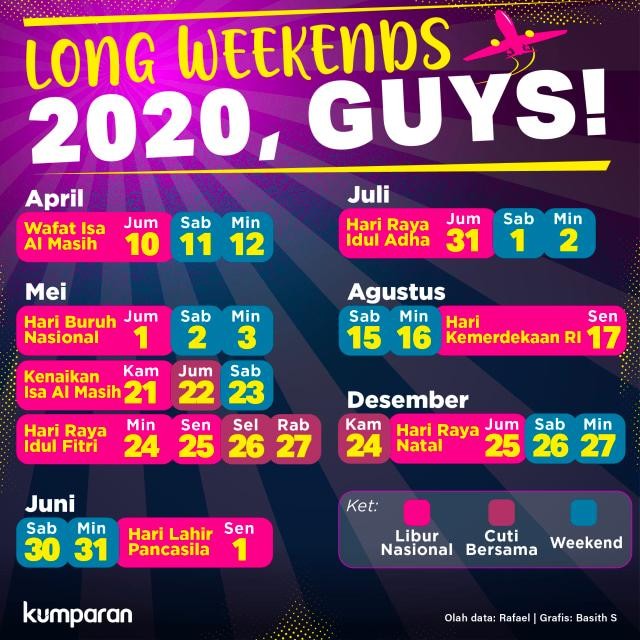 LONG WEEKENDS
2020, GUYS!
April
Wafat Isa
Al Masih
Jum
10
Sab
11
Min
12
Mei
Hari Buruh
Nasional
Jum
1
Sab
2
Min
3
Kenaikan
Isa Al Masih
Kam
21
Jum
22
Sab
23
Hari Raya
Idul Fitri
Min
24
Sen
25
Sel
26
Rab
27
Juni
Sab
30
Min
31
Hari Lahir
Pancasila
Sen
1
Juli
Hari Raya
Idul Adha
Jum
31
Sab
1
Min
2
Agustus
Sab
15
Min
16
Hari
Kemerdekaan RI
Sen
17
Desember
Kam
24
Hari Raya
Natal
Jum
25
Sab
26
Min
27
Ket:
Libur
Nasional
Cuti
Bersama
Weekend
kumparan
Olah data: Rafael | Grafis: Basith S